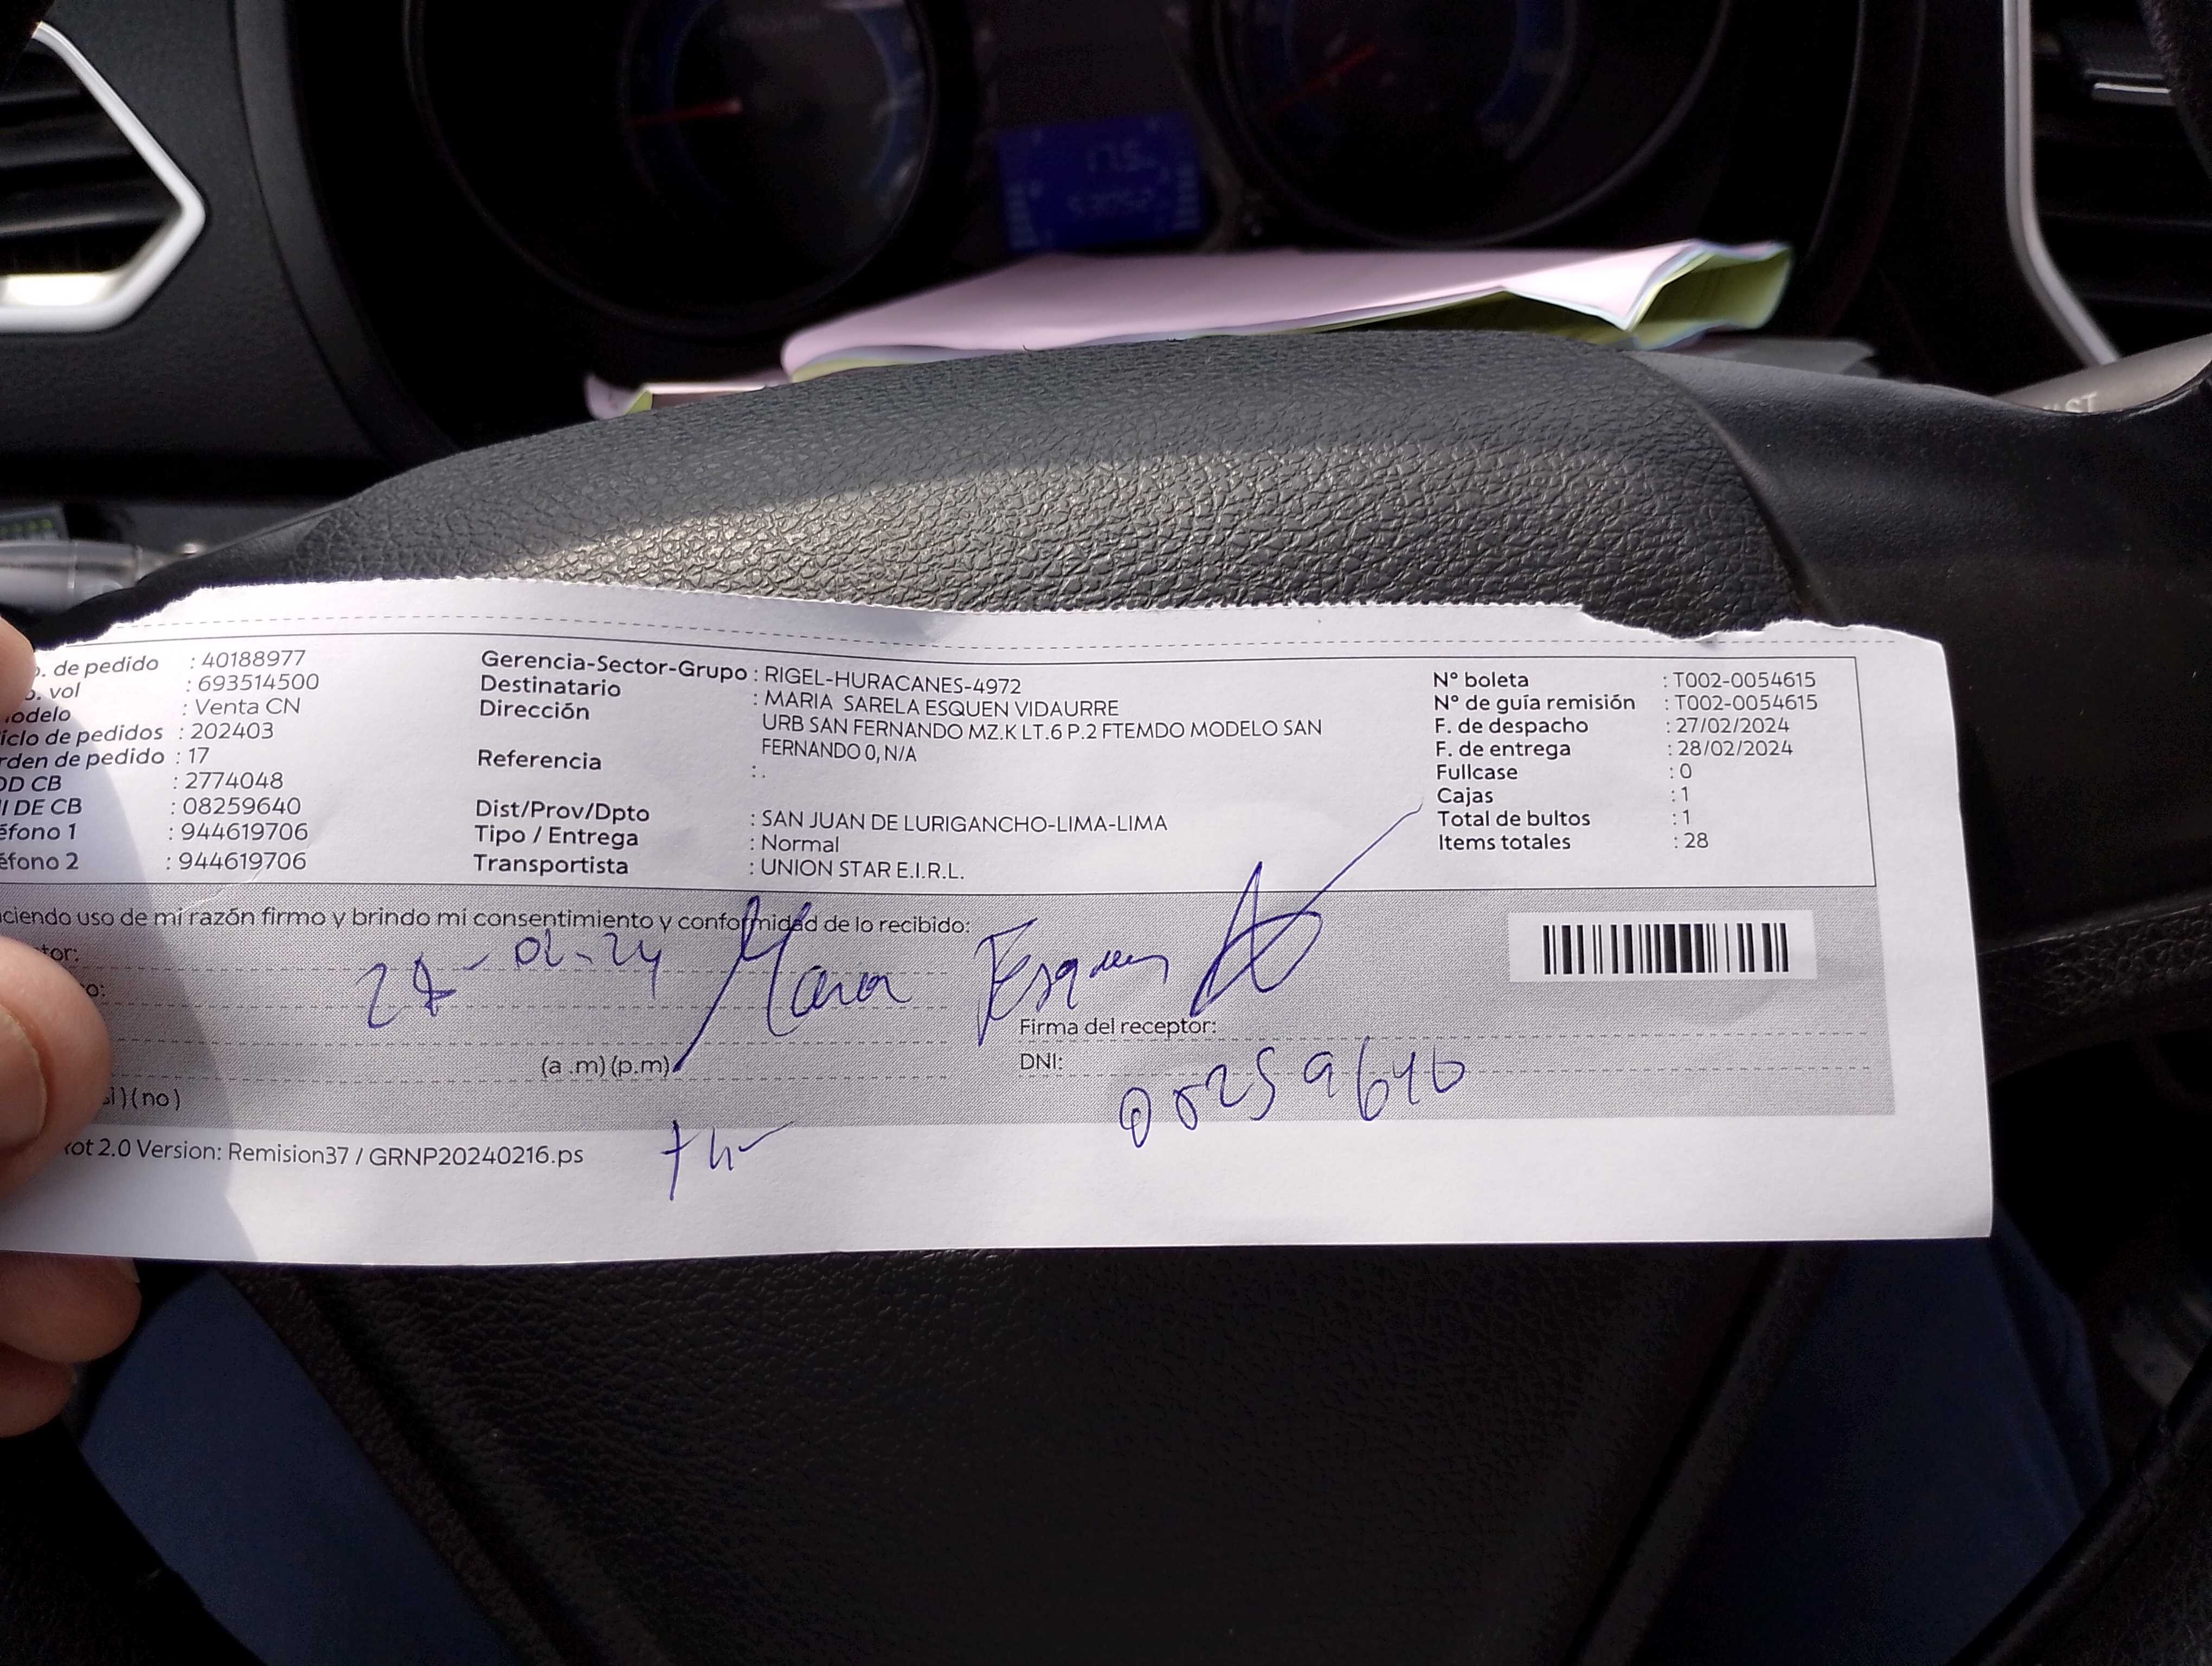 . de pedido : 40188977
. vol : 693514500
odelo : Venta CN
iclo de pedidos : 202403
rden de pedido : 17
OD CB : 2774048
I DE CB : 08259640
éfono 1 : 944619706
éfono 2 : 944619706
Gerencia-Sector-Grupo : RIGEL-HURACANES-4972
Destinatario : MARIA SARELA ESQUEN VIDAURRE
Dirección URB SAN FERNANDO MZ.K LT.6 P.2 FTEMDO MODELO SAN
FERNANDO 0, N/A
Referencia : .
Dist/Prov/Dpto : SAN JUAN DE LURIGANCHO-LIMA-LIMA
Tipo / Entrega : Normal
Transportista : UNION STAR E.I.R.L.
N° boleta : T002-0054615
N° de guía remisión : T002-0054615
F. de despacho : 27/02/2024
F. de entrega : 28/02/2024
Fullcase : 0
Cajas : 1
Total de bultos : 1
Items totales : 28
ciendo uso de mi razón firmo y brindo mi consentimiento y conformidad de lo recibido:
tor:
o:
28-02-24 Maria Esquen
Firma del receptor:
(a .m) (p.m)
DNI: 08259640
si) (no)
ot 2.0 Version: Remision37 / GRNP20240216.ps